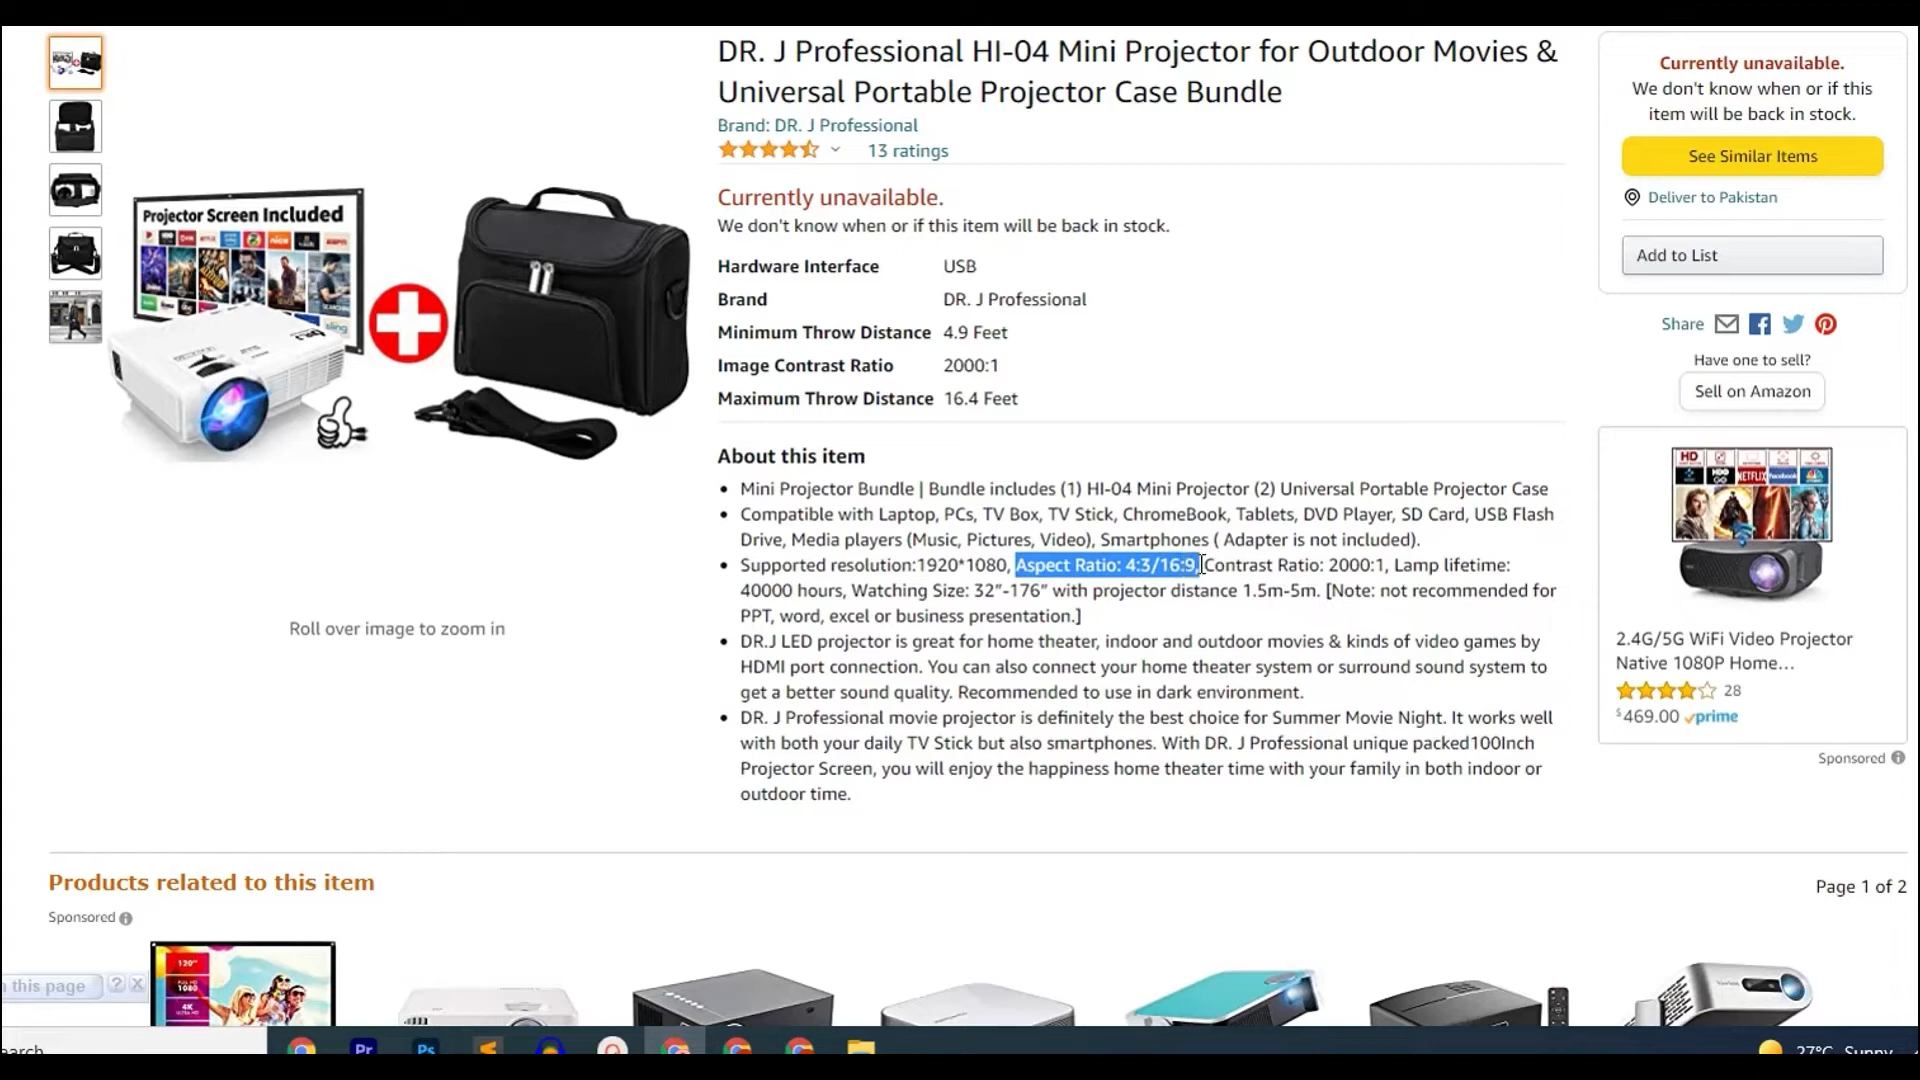 DR. J Professional HI-04 Mini Projector for Outdoor Movies &
Universal Portable Projector Case Bundle
Brand: DR. J Professional
13 ratings
Currently unavailable.
We don't know when or if this item will be back in stock.
Hardware Interface USB
Brand DR. J Professional
Minimum Throw Distance 4.9 Feet
Image Contrast Ratio 2000:1
Maximum Throw Distance 16.4 Feet
About this item
Mini Projector Bundle | Bundle includes (1) HI-04 Mini Projector (2) Universal Portable Projector Case
Compatible with Laptop, PCs, TV Box, TV Stick, ChromeBook, Tablets, DVD Player, SD Card, USB Flash
Drive, Media players (Music, Pictures, Video), Smartphones ( Adapter is not included).
Supported resolution:1920*1080, Aspect Ratio: 4:3/16:9, Contrast Ratio: 2000:1, Lamp lifetime:
40000 hours, Watching Size: 32”-176” with projector distance 1.5m-5m. [Note: not recommended for
PPT, word, excel or business presentation.]
DR.J LED projector is great for home theater, indoor and outdoor movies & kinds of video games by
HDMI port connection. You can also connect your home theater system or surround sound system to
get a better sound quality. Recommended to use in dark environment.
DR. J Professional movie projector is definitely the best choice for Summer Movie Night. It works well
with both your daily TV Stick but also smartphones. With DR. J Professional unique packed100Inch
Projector Screen, you will enjoy the happiness home theater time with your family in both indoor or
outdoor time.
Projector Screen Included
Roll over image to zoom in
Currently unavailable.
We don't know when or if this
item will be back in stock.
See Similar Items
Deliver to Pakistan
Add to List
Share
Have one to sell?
Sell on Amazon
HD
NETFLIX
2.4G/5G WiFi Video Projector
Native 1080P Home…
28
$469.00 prime
Sponsored
Products related to this item
Page 1 of 2
Sponsored
120"
1080
4K
this page
? X
earch
Pr
Ps
27°C Sunny